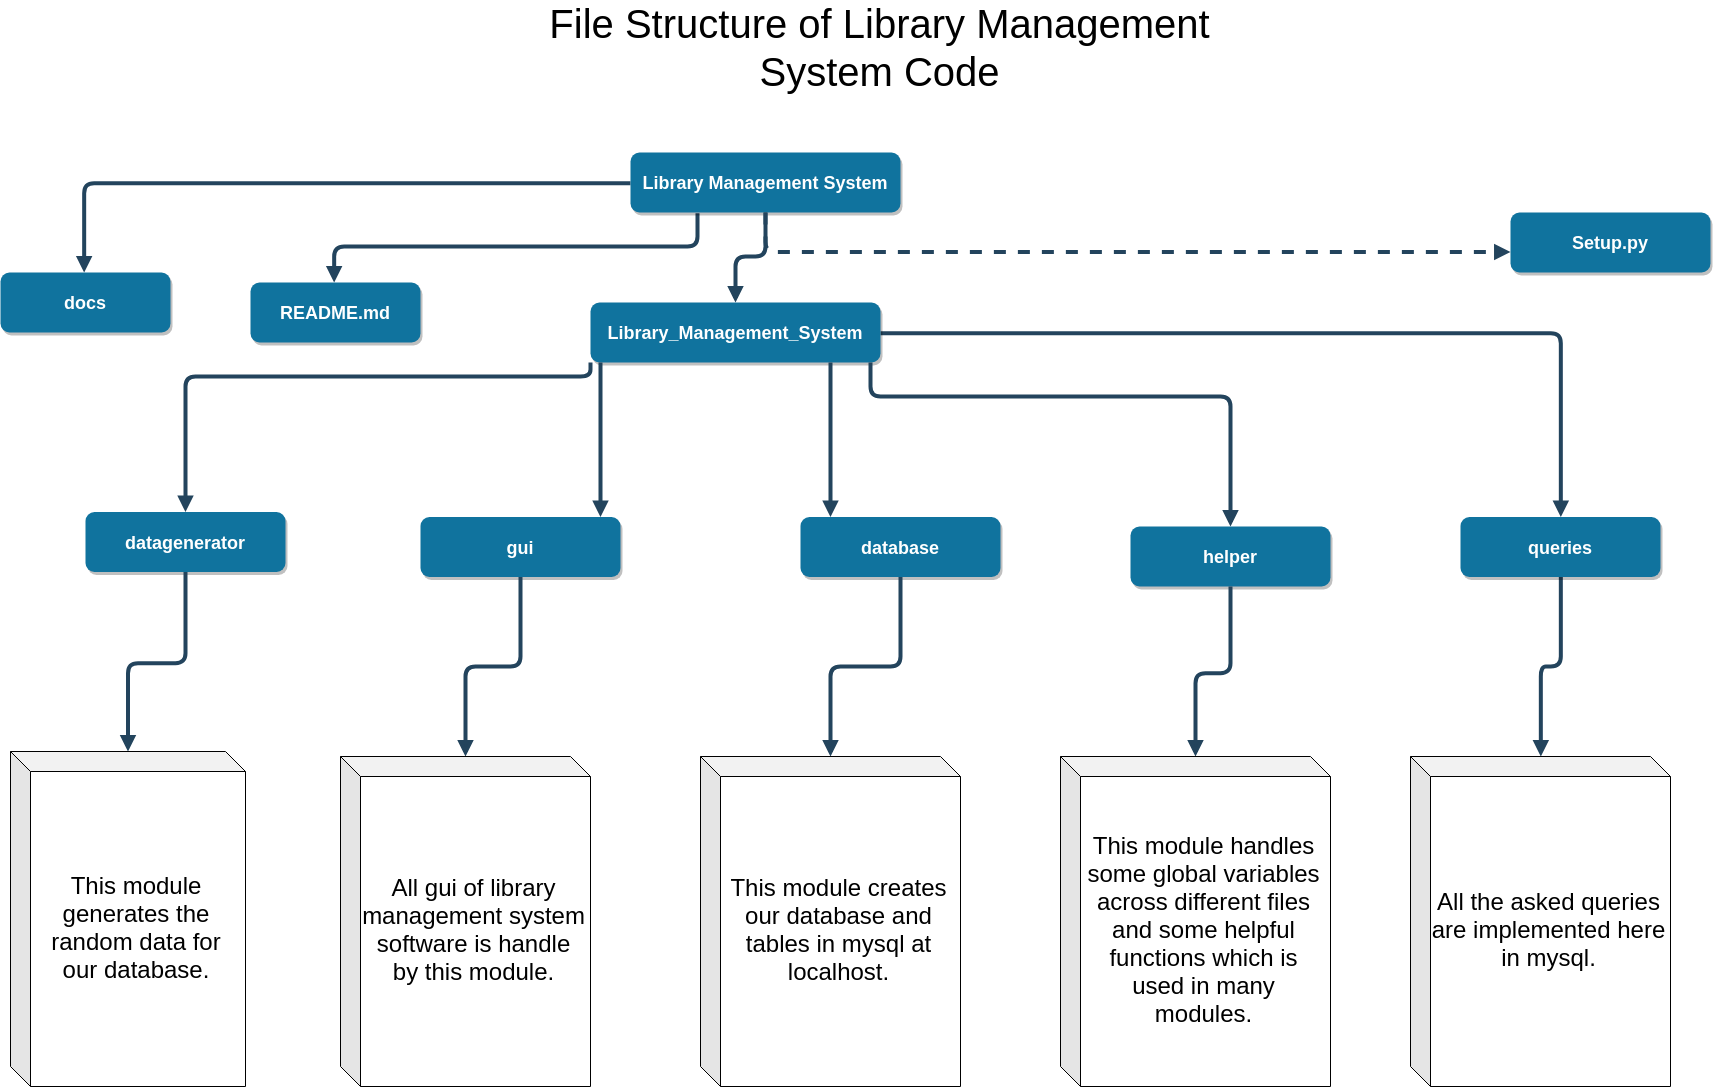 File Structure of Library Management
System Code
Library Management System
Setup.py
docs
README.md
Library_Management_System
datagenerator
gui
database
helper
queries
This module
generates the
random data for
our database.
All gui of library
management system
software is handle
by this module.
This module creates
our database and
tables in mysql at
localhost.
This module handles
some global variables
across different files
and some helpful
functions which is
used in many
modules.
All the asked queries
are implemented here
in mysql.